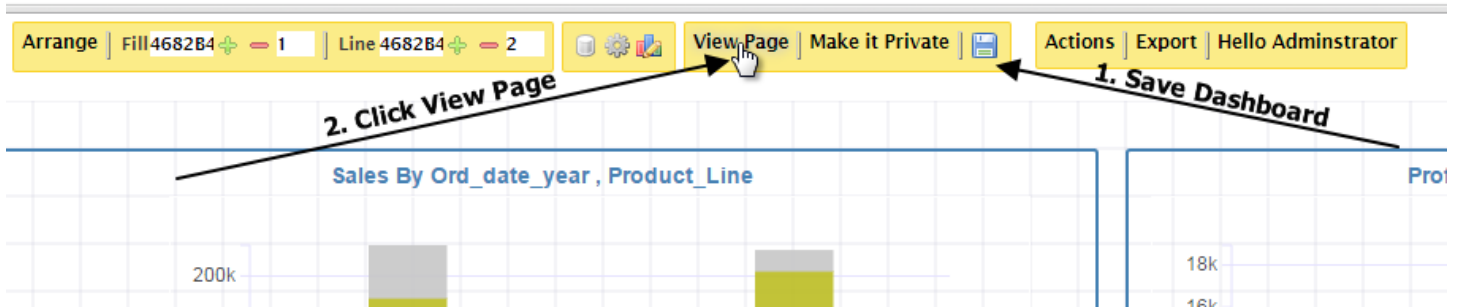 Arrange Fill 4682B4 1 Line 4682B4 2 View Page Make it Private Actions Export Hello Adminstrator
1. Save Dashboard
2. Click View Page
Sales By Ord_date_year , Product_Line
Prof
200k
18k
16k